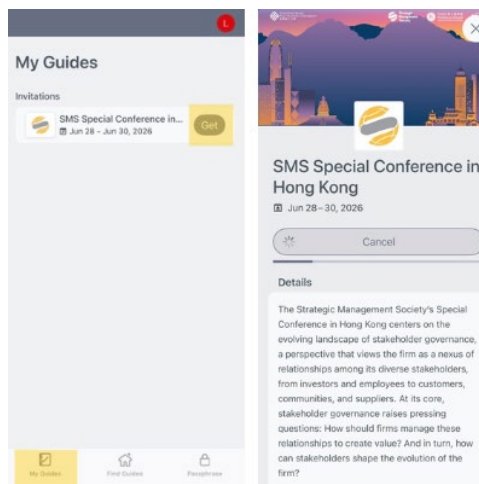 L
My Guides
Invitations
SMS Special Conference in...
Jun 28 - Jun 30, 2026
Get
My Guides
Find Guides
Passphrase
Strategic
Management
Society
SMS Special Conference in
Hong Kong
Jun 28–30, 2026
Cancel
Details
The Strategic Management Society's Special
Conference in Hong Kong centers on the
evolving landscape of stakeholder governance,
a perspective that views the firm as a nexus of
relationships among its diverse stakeholders,
from investors and employees to customers,
communities, and suppliers. At its core,
stakeholder governance raises pressing
questions: How should firms manage these
relationships to create value? And in turn, how
can stakeholders shape the evolution of the
firm?